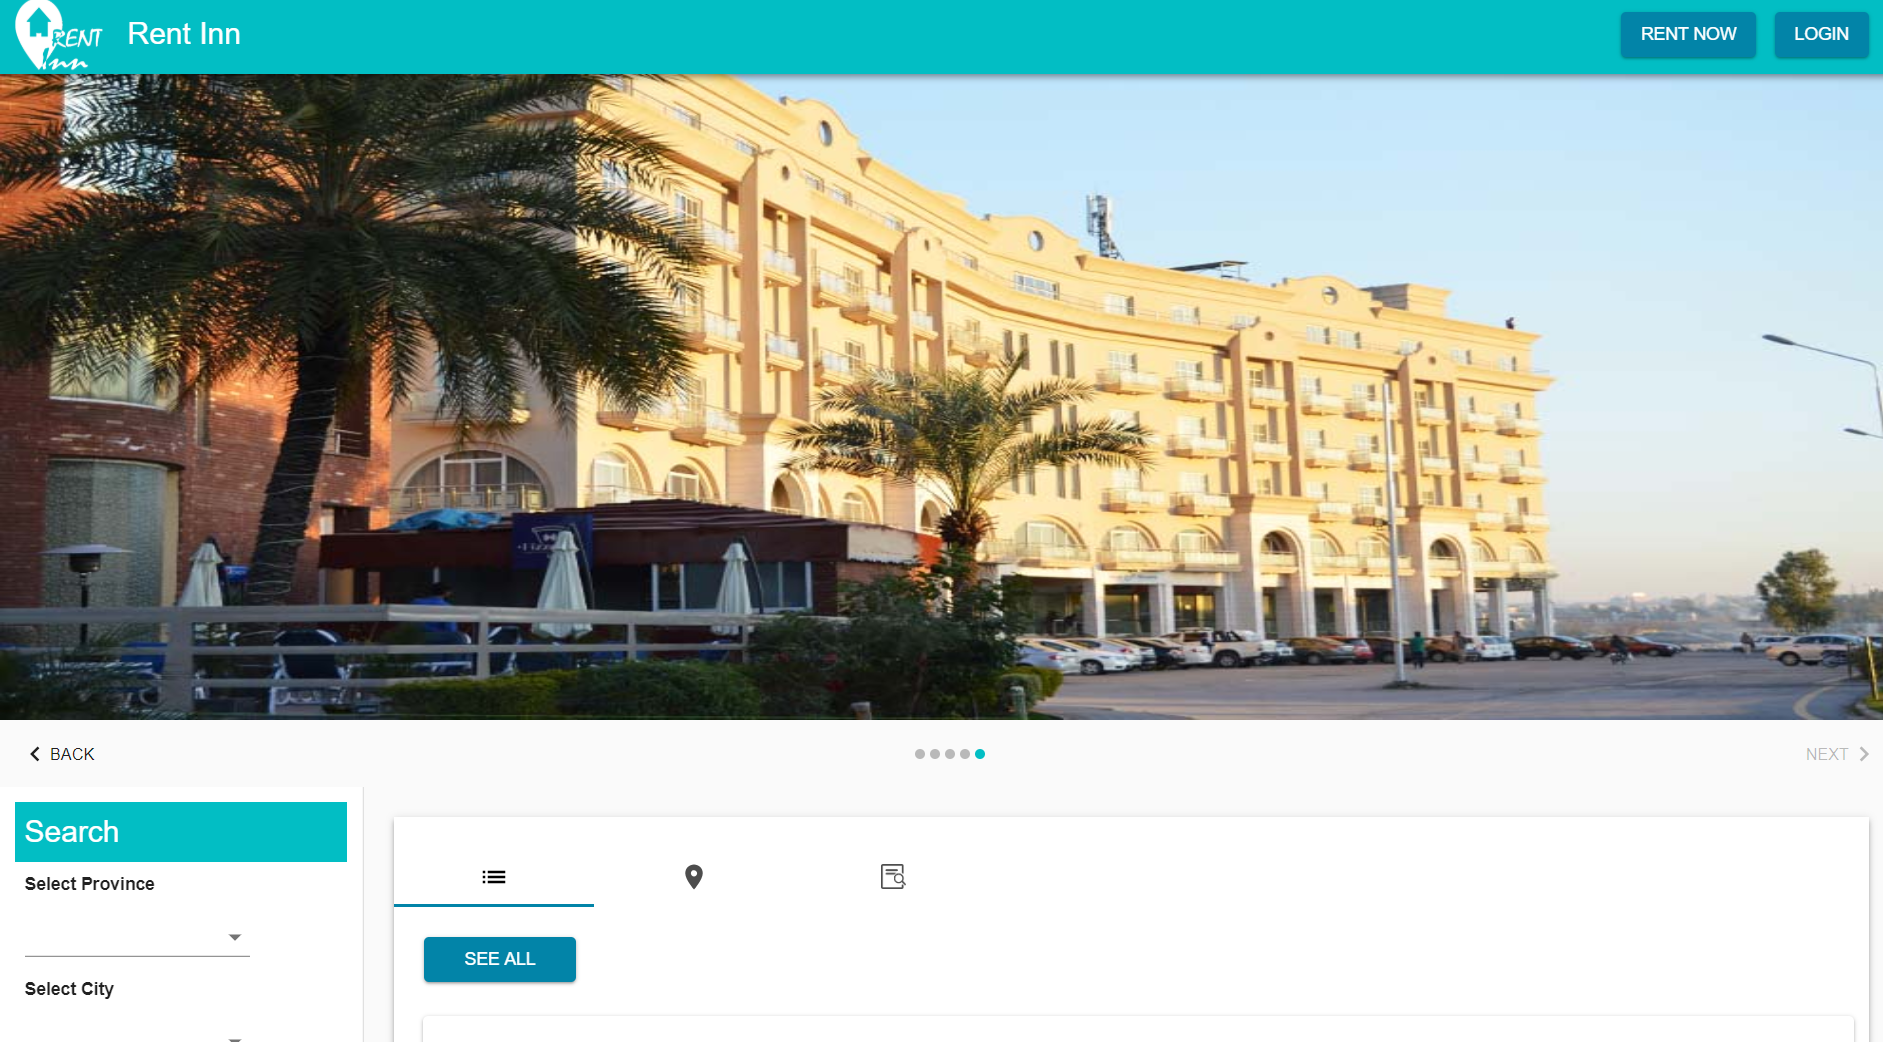 RENT
Inn
Rent Inn
RENT NOW
LOGIN
BACK
NEXT
Search
Select Province
Select City
SEE ALL